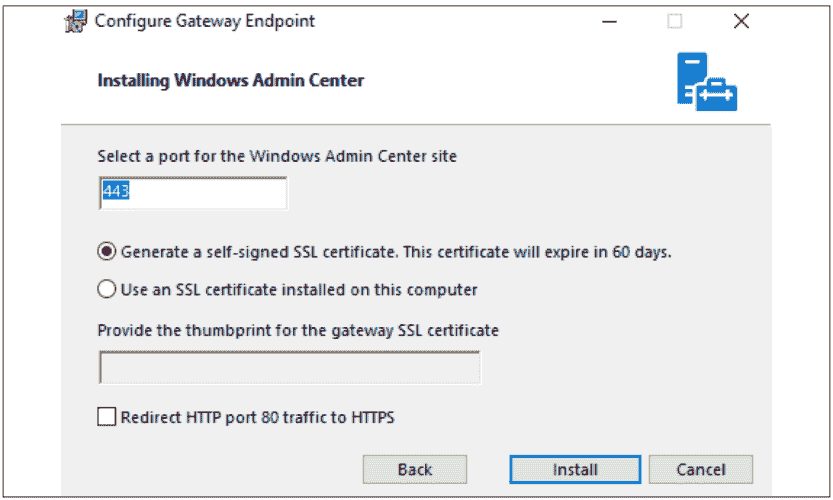 Configure Gateway Endpoint
Installing Windows Admin Center
Select a port for the Windows Admin Center site
443
Generate a self-signed SSL certificate. This certificate will expire in 60 days.
Use an SSL certificate installed on this computer
Provide the thumbprint for the gateway SSL certificate
Redirect HTTP port 80 traffic to HTTPS
Back Install Cancel